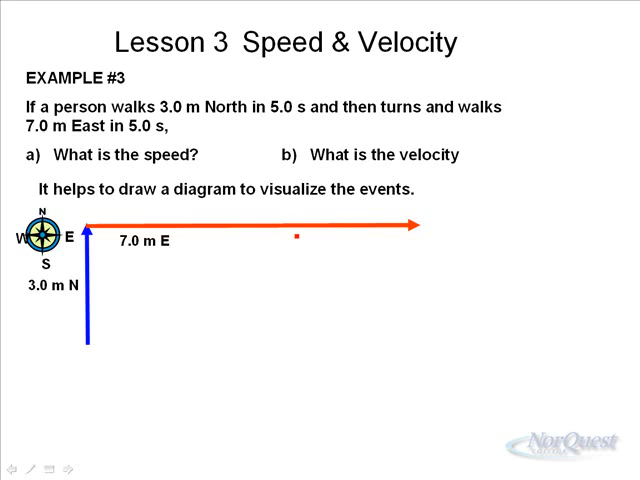 Lesson 3  Speed & Velocity
EXAMPLE #3
If a person walks 3.0 m North in 5.0 s and then turns and walks
7.0 m East in 5.0 s,
a)   What is the speed?   b)   What is the velocity
It helps to draw a diagram to visualize the events.
N
W   E
S
7.0 m E
3.0 m N
NorQuest
COLLEGE